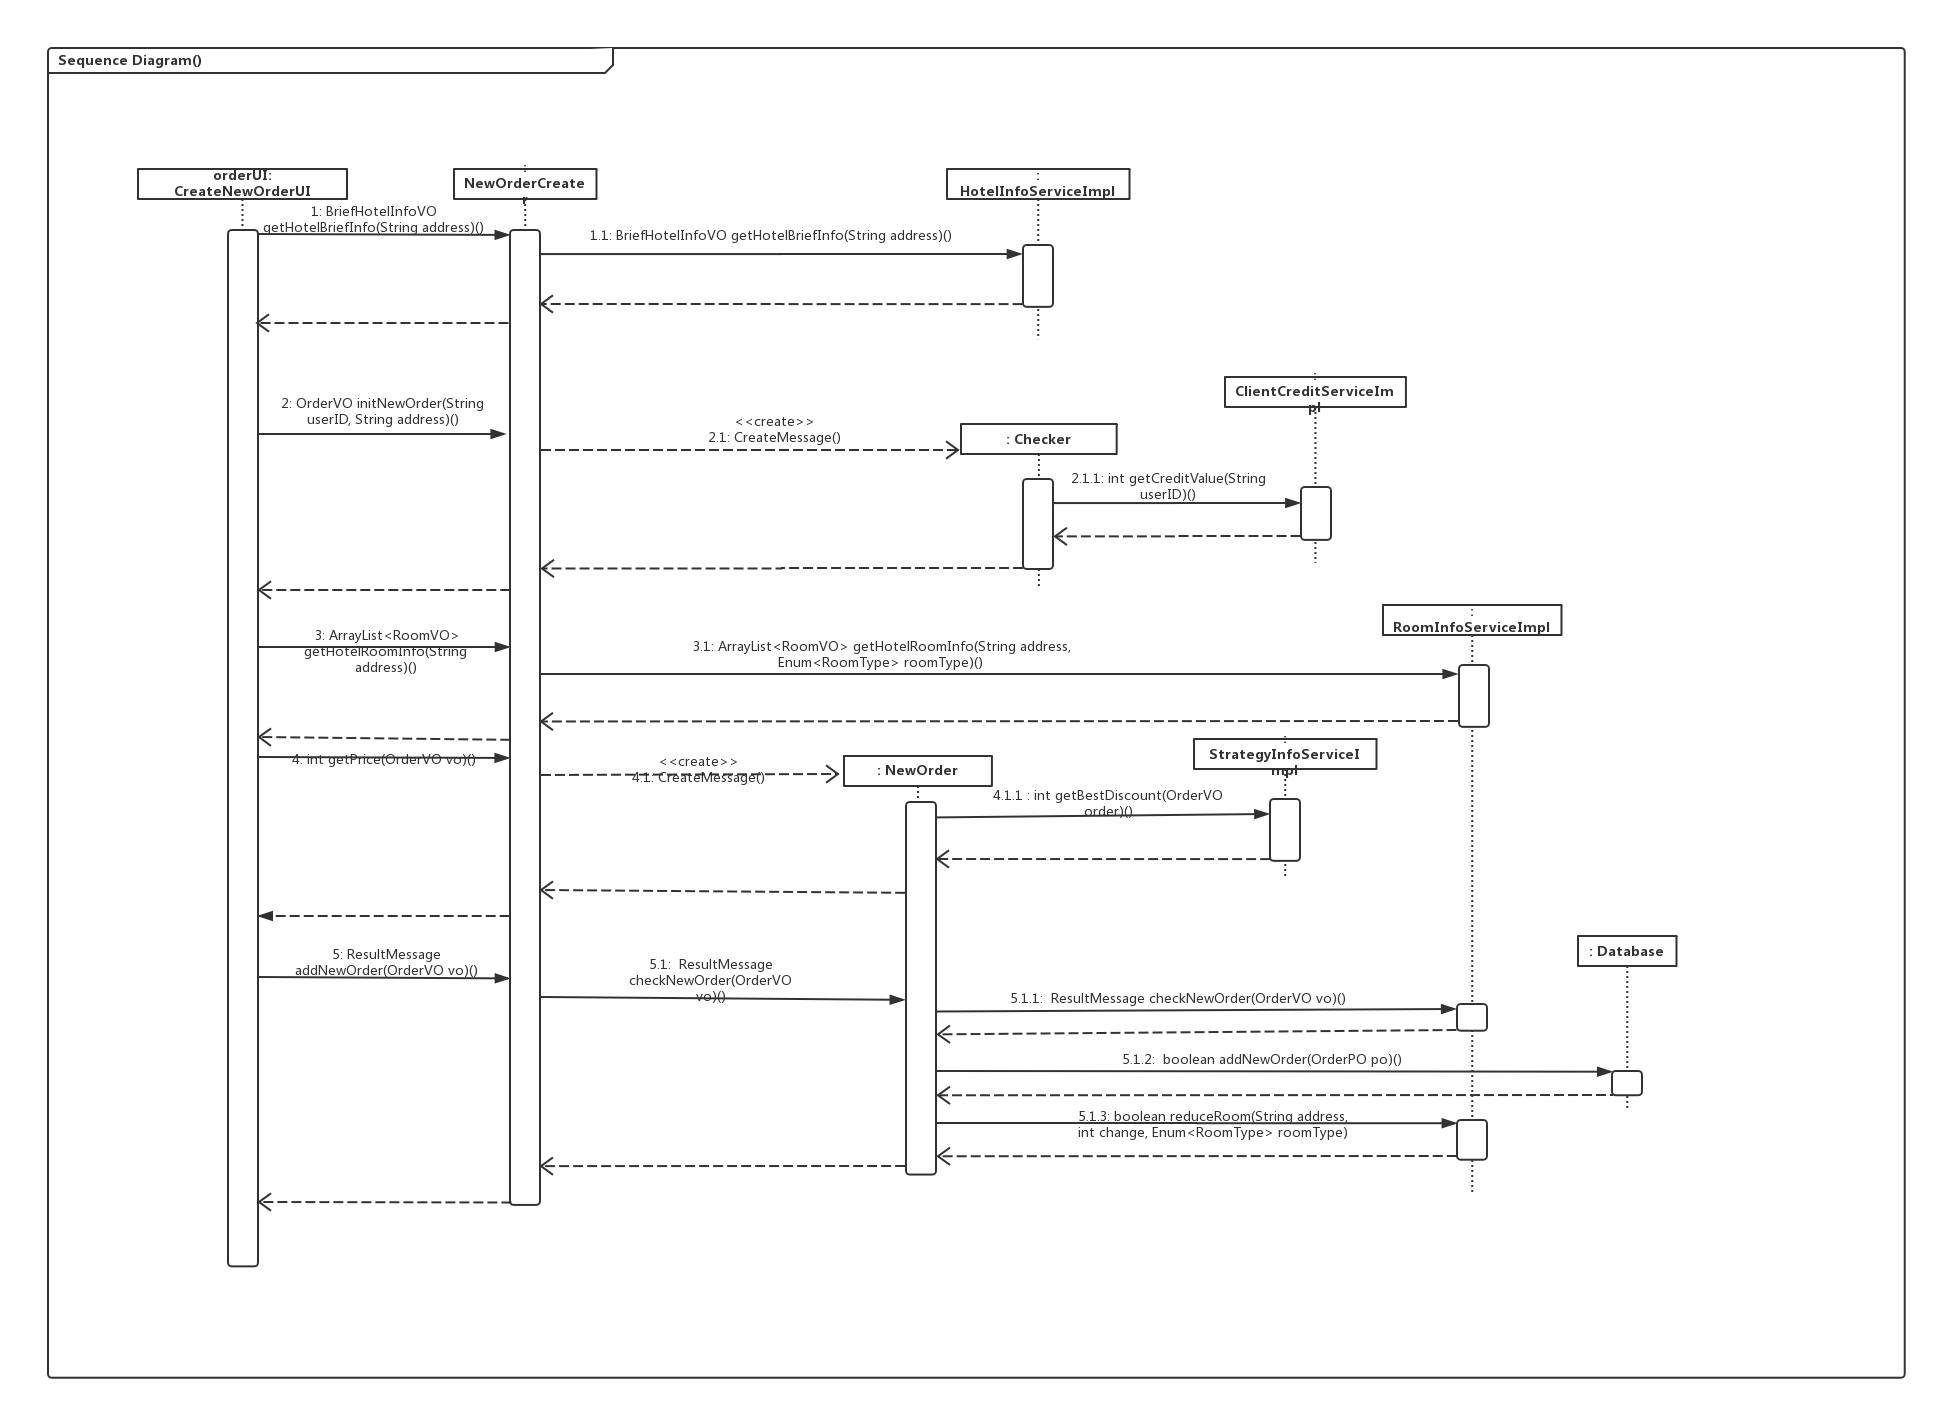 Sequence Diagram()
orderUI:
CreateNewOrderUI
:
NewOrderCreate
r
:
HotelInfoServiceImpl
1: BriefHotelInfoVO
getHotelBriefInfo(String address)()
1.1: BriefHotelInfoVO getHotelBriefInfo(String address)()
:
ClientCreditServiceIm
pl
2: OrderVO initNewOrder(String
userID, String address)()
<<create>>
2.1: CreateMessage()
: Checker
2.1.1: int getCreditValue(String
userID)()
:
RoomInfoServiceImpl
3: ArrayList<RoomVO>
getHotelRoomInfo(String
address)()
3.1: ArrayList<RoomVO> getHotelRoomInfo(String address,
Enum<RoomType> roomType)()
:
StrategyInfoServiceI
mpl
4: int getPrice(OrderVO vo)()
<<create>>
4.1: CreateMessage()
: NewOrder
4.1.1 : int getBestDiscount(OrderVO
order)()
: Database
5: ResultMessage
addNewOrder(OrderVO vo)()
5.1:  ResultMessage
checkNewOrder(OrderVO
vo)()
5.1.1:  ResultMessage checkNewOrder(OrderVO vo)()
5.1.2:  boolean addNewOrder(OrderPO po)()
5.1.3: boolean reduceRoom(String address,
int change, Enum<RoomType> roomType)